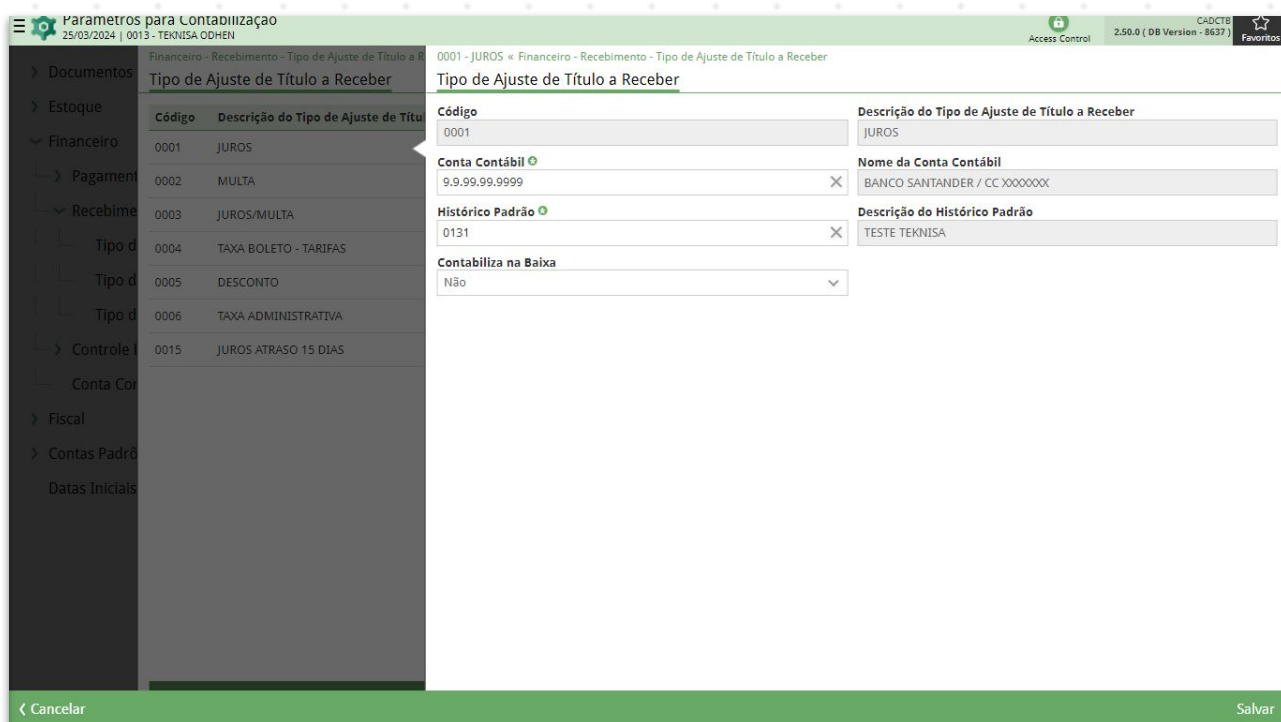 Parâmetros para Contabilização
25/03/2024 | 0013 - TEKNISA ODHEN
Access Control
CADCTB
2.50.0 ( DB Version - 8637 )
Favoritos
Documentos
Estoque
Financeiro
Pagament
Recebime
Tipo d
Tipo d
Tipo d
Controle
Conta Cor
Fiscal
Contas Padrõ
Datas Iniciais
Financeiro - Recebimento - Tipo de Ajuste de Título a R
Tipo de Ajuste de Título a Receber
Código Descrição do Tipo de Ajuste de Títu
0001 JUROS
0002 MULTA
0003 JUROS/MULTA
0004 TAXA BOLETO - TARIFAS
0005 DESCONTO
0006 TAXA ADMINISTRATIVA
0015 JUROS ATRASO 15 DIAS
0001 - JUROS « Financeiro - Recebimento - Tipo de Ajuste de Título a Receber
Tipo de Ajuste de Título a Receber
Código
0001
Descrição do Tipo de Ajuste de Título a Receber
JUROS
Conta Contábil
9.9.99.99.9999
Nome da Conta Contábil
BANCO SANTANDER / CC XXXXXXX
Histórico Padrão
0131
Descrição do Histórico Padrão
TESTE TEKNISA
Contabiliza na Baixa
Não
Cancelar
Salvar